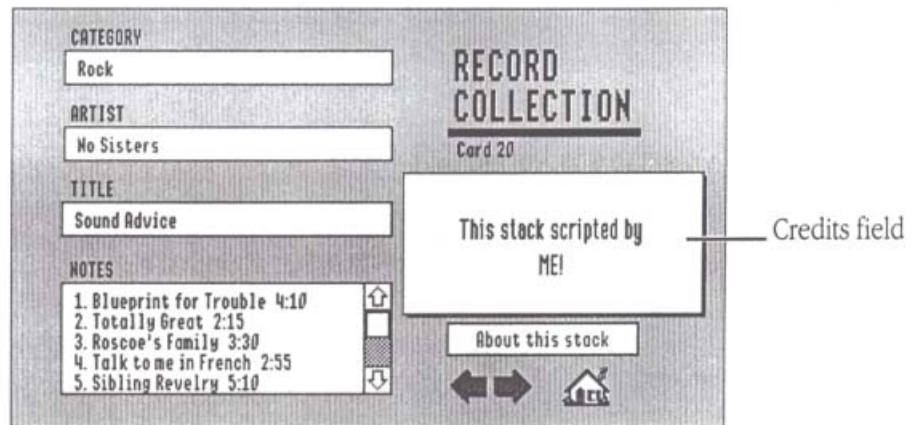 CATEGORY
Rock
ARTIST
No Sisters
TITLE
Sound Advice
NOTES
1. Blueprint for Trouble 4:10
2. Totally Great 2:15
3. Roscoe's Family 3:30
4. Talk to me in French 2:55
5. Sibling Revelry 5:10
RECORD
COLLECTION
Card 20
This stack scripted by
ME!
About this stack
Credits field